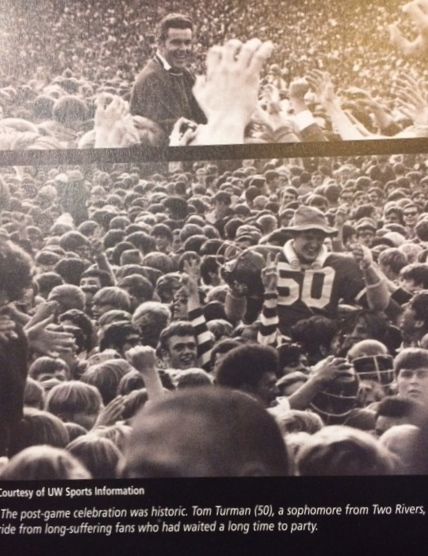 50
Courtesy of UW Sports Information
The post-game celebration was historic. Tom Turman (50), a sophomore from Two Rivers,
ride from long-suffering fans who had waited a long time to party.